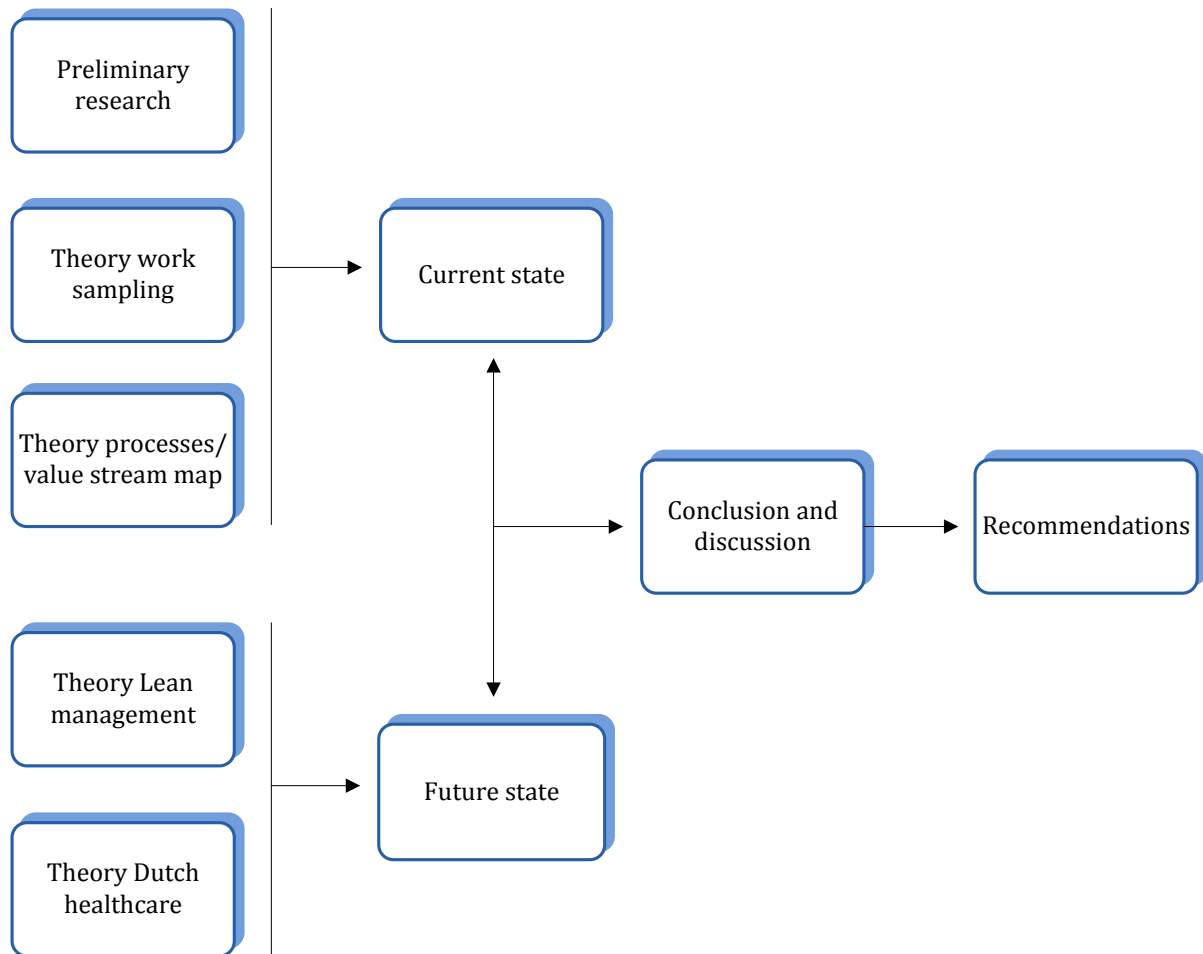 Preliminary
research
Theory work
sampling
Current state
Theory processes/
value stream map
Conclusion and
discussion
Recommendations
Theory Lean
management
Future state
Theory Dutch
healthcare